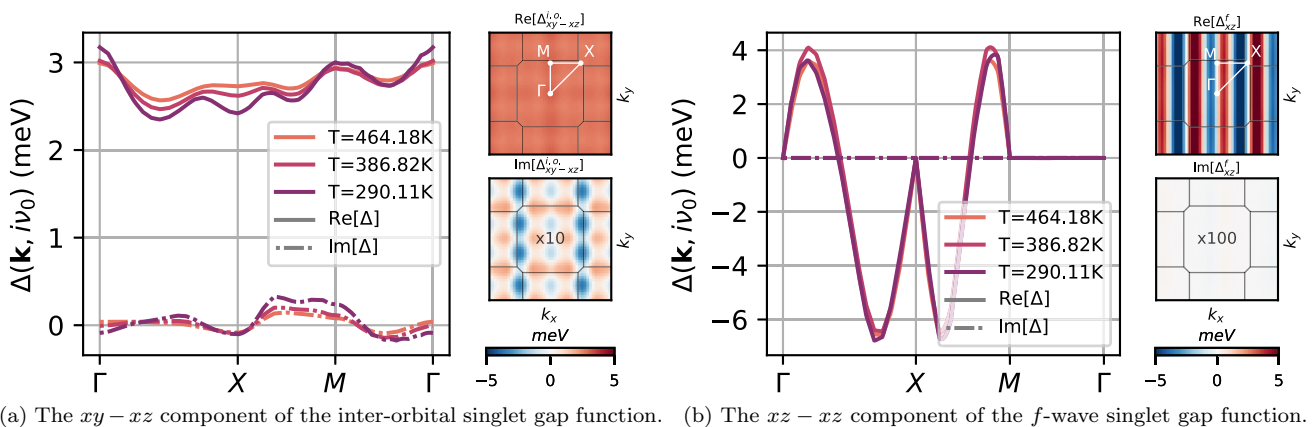 Δ(k, iν₀) (meV)
3
2
1
0
Γ
X
M
Γ
T=464.18K
T=386.82K
T=290.11K
Re[Δ]
Im[Δ]
Re[Δ^{i.o.}_{xy−xz}]
M
X
Γ
k_y
Im[Δ^{i.o.}_{xy−xz}]
x10
k_y
k_x
meV
−5 0 5
(a) The xy − xz component of the inter-orbital singlet gap function.
Δ(k, iν₀) (meV)
4
2
0
−2
−4
−6
Γ
X
M
Γ
T=464.18K
T=386.82K
T=290.11K
Re[Δ]
Im[Δ]
Re[Δ^{f}_{xz}]
M
X
Γ
k_y
Im[Δ^{f}_{xz}]
x100
k_y
k_x
meV
−5 0 5
(b) The xz − xz component of the f-wave singlet gap function.